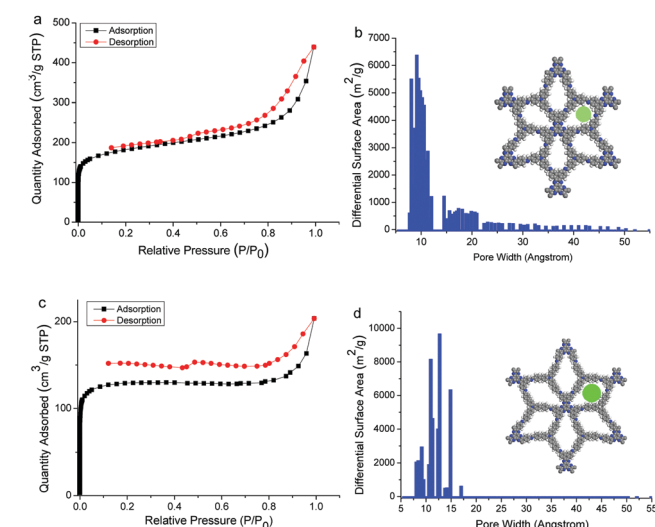 a
Adsorption
Desorption
Quantity Adsorbed (cm³/g STP)
500
400
300
200
100
0
0.0 0.2 0.4 0.6 0.8 1.0
Relative Pressure (P/P0)
b
Differential Surface Area (m²/g)
7000
6000
5000
4000
3000
2000
1000
0
10 20 30 40 50
Pore Width (Angstrom)
c
Adsorption
Desorption
Quantity Adsorbed (cm³/g STP)
200
100
0
0.0 0.2 0.4 0.6 0.8 1.0
Relative Pressure (P/P0)
d
Differential Surface Area (m²/g)
10000
8000
6000
4000
2000
0
5 10 15 20 25 30 35 40 45 50 55
Pore Width (Angstrom)